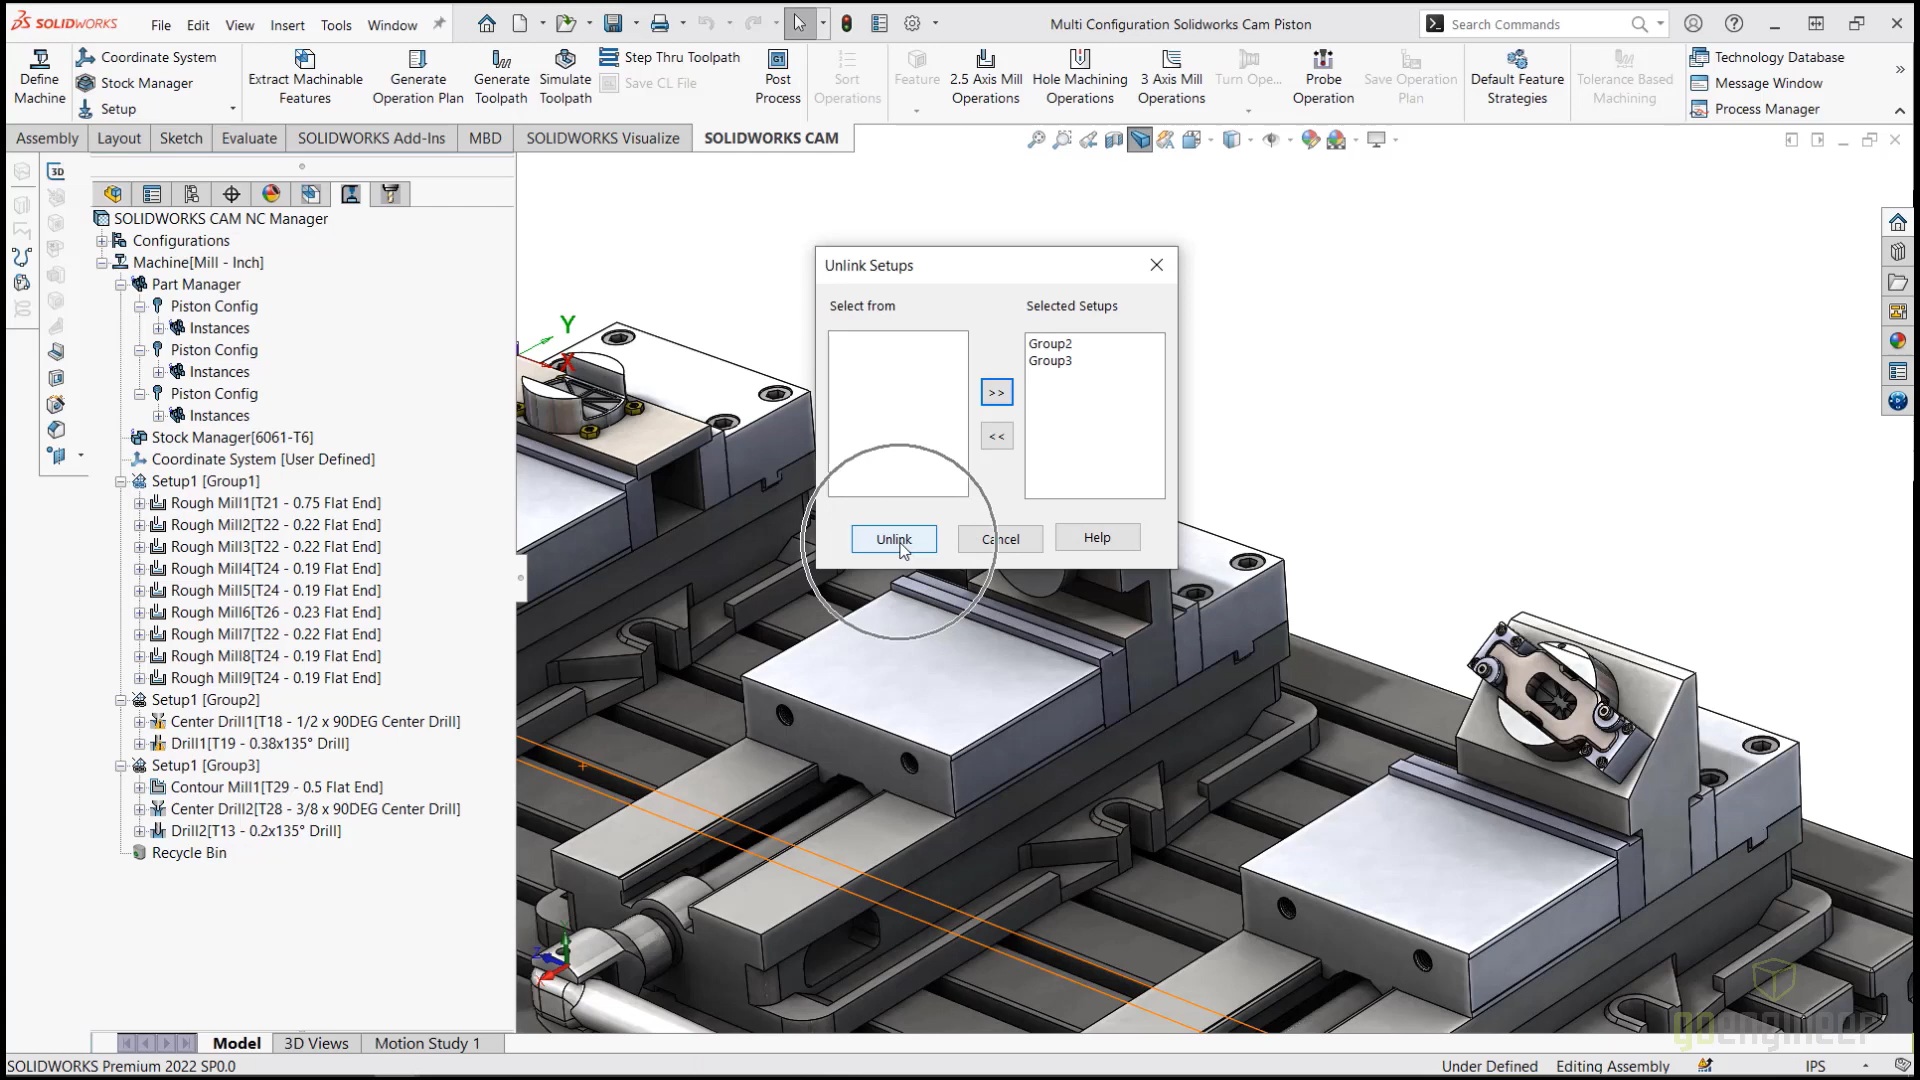 SOLIDWORKS
File Edit View Insert Tools Window
Multi Configuration Solidworks Cam Piston
Search Commands
Define Machine
Coordinate System
Stock Manager
Setup
Extract Machinable Features
Generate Operation Plan
Generate Toolpath
Simulate Toolpath
Step Thru Toolpath
Save CL File
G1
Post Process
Sort Operations
Feature
2.5 Axis Mill Operations
Hole Machining Operations
3 Axis Mill Operations
Turn Ope...
Probe Operation
Save Operation Plan
Default Feature Strategies
Tolerance Based Machining
Technology Database
Message Window
Process Manager
Assembly Layout Sketch Evaluate SOLIDWORKS Add-Ins MBD SOLIDWORKS Visualize SOLIDWORKS CAM
3D
SOLIDWORKS CAM NC Manager
Configurations
Machine[Mill - Inch]
Part Manager
Piston Config
Instances
Piston Config
Instances
Piston Config
Instances
Stock Manager[6061-T6]
Coordinate System [User Defined]
Setup1 [Group1]
Rough Mill1[T21 - 0.75 Flat End]
Rough Mill2[T22 - 0.22 Flat End]
Rough Mill3[T22 - 0.22 Flat End]
Rough Mill4[T24 - 0.19 Flat End]
Rough Mill5[T24 - 0.19 Flat End]
Rough Mill6[T26 - 0.23 Flat End]
Rough Mill7[T22 - 0.22 Flat End]
Rough Mill8[T24 - 0.19 Flat End]
Rough Mill9[T24 - 0.19 Flat End]
Setup1 [Group2]
Center Drill1[T18 - 1/2 x 90DEG Center Drill]
Drill1[T19 - 0.38x135° Drill]
Setup1 [Group3]
Contour Mill1[T29 - 0.5 Flat End]
Center Drill2[T28 - 3/8 x 90DEG Center Drill]
Drill2[T13 - 0.2x135° Drill]
Recycle Bin
Unlink Setups
Select from
Selected Setups
Group2
Group3
>>
<<
Unlink
Cancel
Help
Y
X
Z
X
goengineer
Model 3D Views Motion Study 1
SOLIDWORKS Premium 2022 SP0.0
Under Defined Editing Assembly IPS